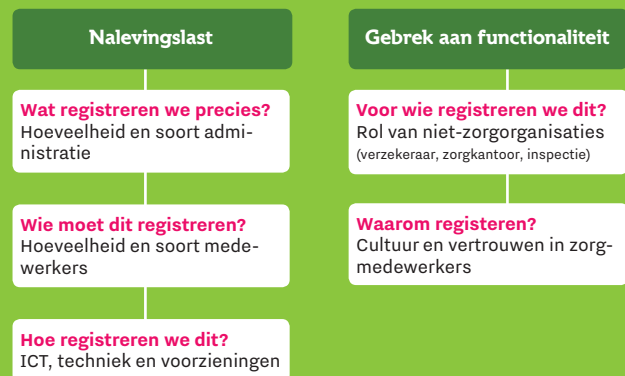 Nalevingslast
Wat registreren we precies?
Hoeveelheid en soort admi-
nistratie
Wie moet dit registreren?
Hoeveelheid en soort mede-
werkers
Hoe registreren we dit?
ICT, techniek en voorzieningen
Gebrek aan functionaliteit
Voor wie registreren we dit?
Rol van niet-zorgorganisaties
(verzekeraar, zorgkantoor, inspectie)
Waarom registeren?
Cultuur en vertrouwen in zorg-
medewerkers